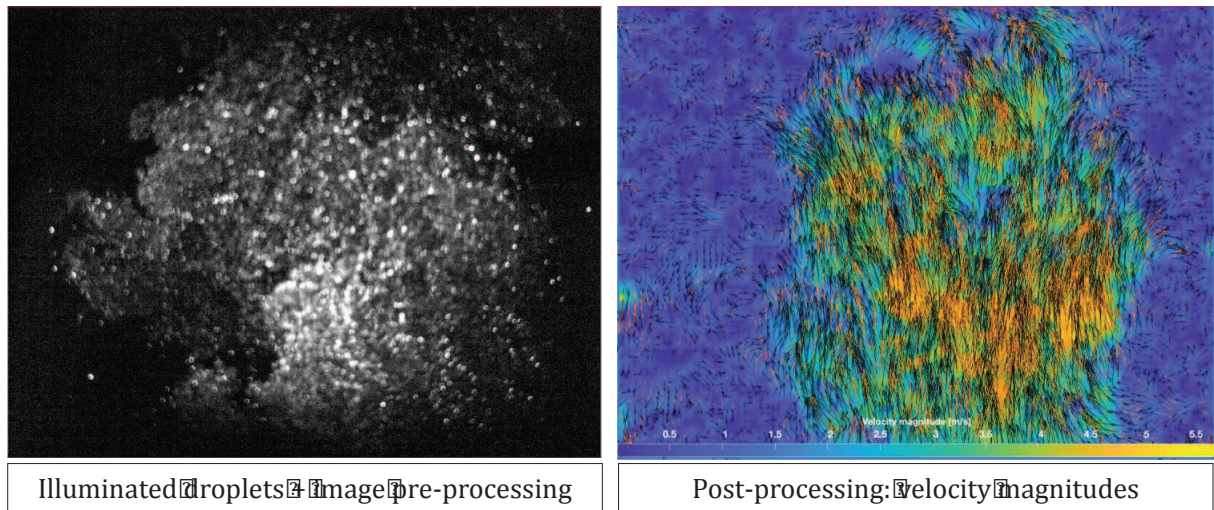 Velocity magnitude [m/s]
0.5 1 1.5 2 2.5 3 3.5 4 4.5 5 5.5
Illuminated droplets + image pre-processing
Post-processing: velocity magnitudes